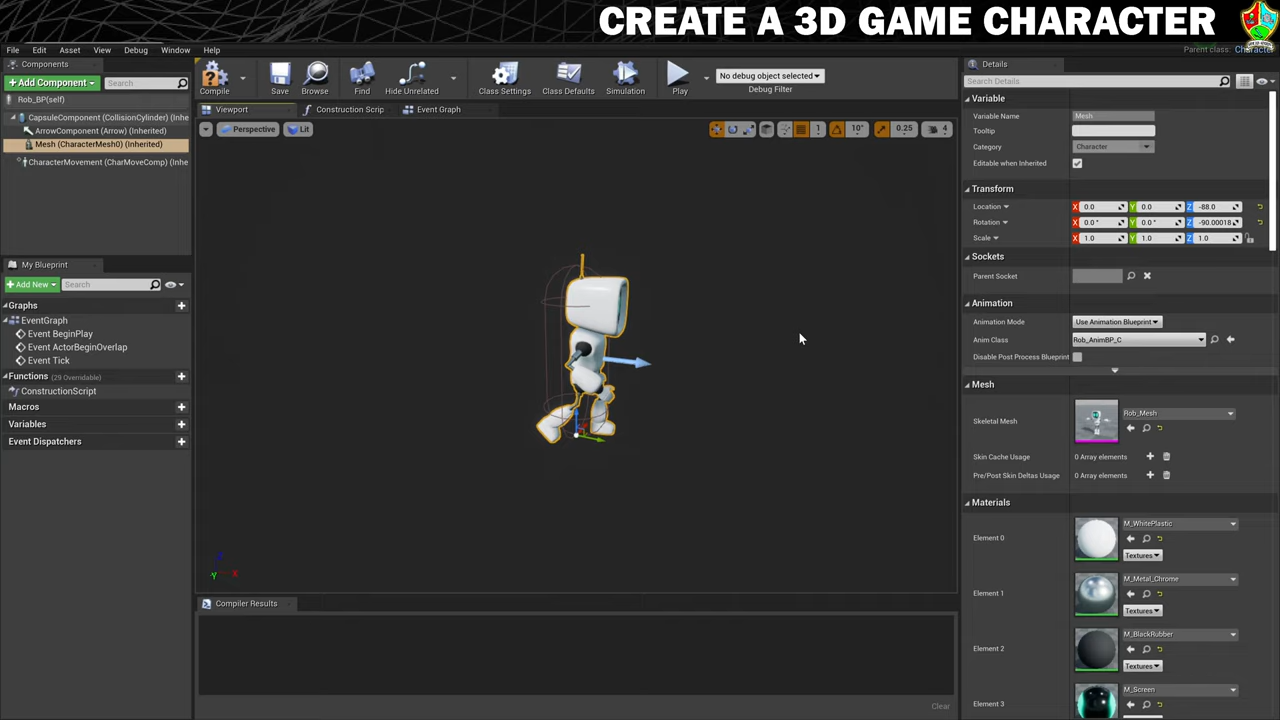 CREATE A 3D GAME CHARACTER
File Edit Asset View Debug Window Help
Parent class: Character
Components
Add Component
Search
Rob_BP(self)
CapsuleComponent (CollisionCylinder) (Inhe
ArrowComponent (Arrow) (Inherited)
Mesh (CharacterMesh0) (Inherited)
CharacterMovement (CharMoveComp) (Inhe
My Blueprint
Add New
Search
Graphs
EventGraph
Event BeginPlay
Event ActorBeginOverlap
Event Tick
Functions (29 Overridable)
ConstructionScript
Macros
Variables
Event Dispatchers
Compile
Save
Browse
Find
Hide Unrelated
Class Settings
Class Defaults
Simulation
Play
No debug object selected
Debug Filter
Viewport
Construction Scrip
Event Graph
Perspective
Lit
1
10°
0.25
4
Z
Y
X
Compiler Results
Clear
Details
Search Details
Variable
Variable Name Mesh
Tooltip
Category Character
Editable when Inherited
Transform
Location X 0.0 Y 0.0 Z -88.0
Rotation X 0.0 ° Y 0.0 ° Z -90.00018
Scale X 1.0 Y 1.0 Z 1.0
Sockets
Parent Socket
Animation
Animation Mode Use Animation Blueprint
Anim Class Rob_AnimBP_C
Disable Post Process Blueprint
Mesh
Skeletal Mesh Rob_Mesh
Skin Cache Usage 0 Array elements
Pre/Post Skin Deltas Usage 0 Array elements
Materials
Element 0 M_WhitePlastic
Textures
Element 1 M_Metal_Chrome
Textures
Element 2 M_BlackRubber
Textures
Element 3 M_Screen